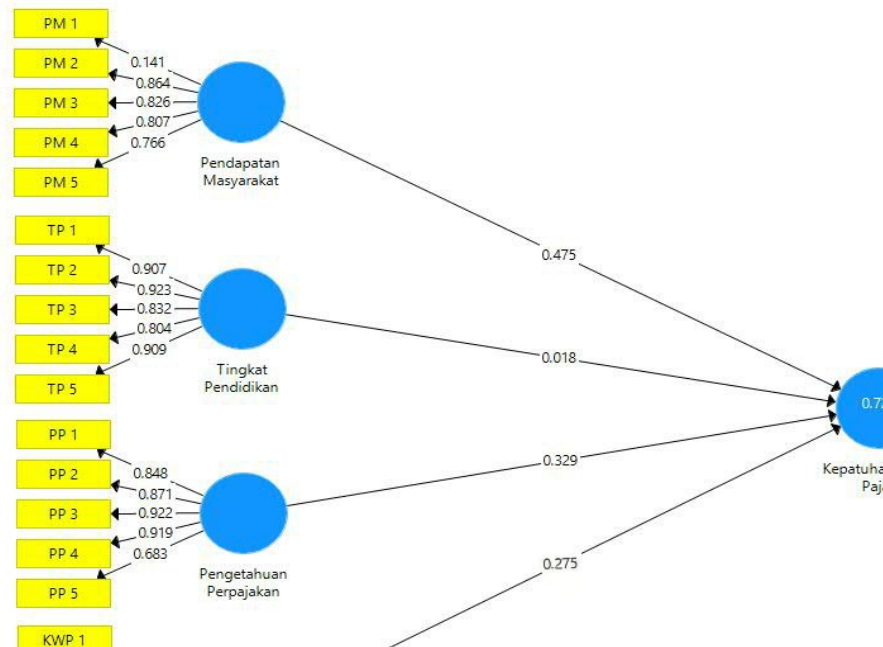 PM 1
PM 2
PM 3
PM 4
PM 5
0.141
0.864
0.826
0.807
0.766
Pendapatan
Masyarakat
0.475
TP 1
TP 2
TP 3
TP 4
TP 5
0.907
0.923
0.832
0.804
0.909
Tingkat
Pendidikan
0.018
PP 1
PP 2
PP 3
PP 4
PP 5
0.848
0.871
0.922
0.919
0.683
Pengetahuan
Perpajakan
0.329
0.275
KWP 1